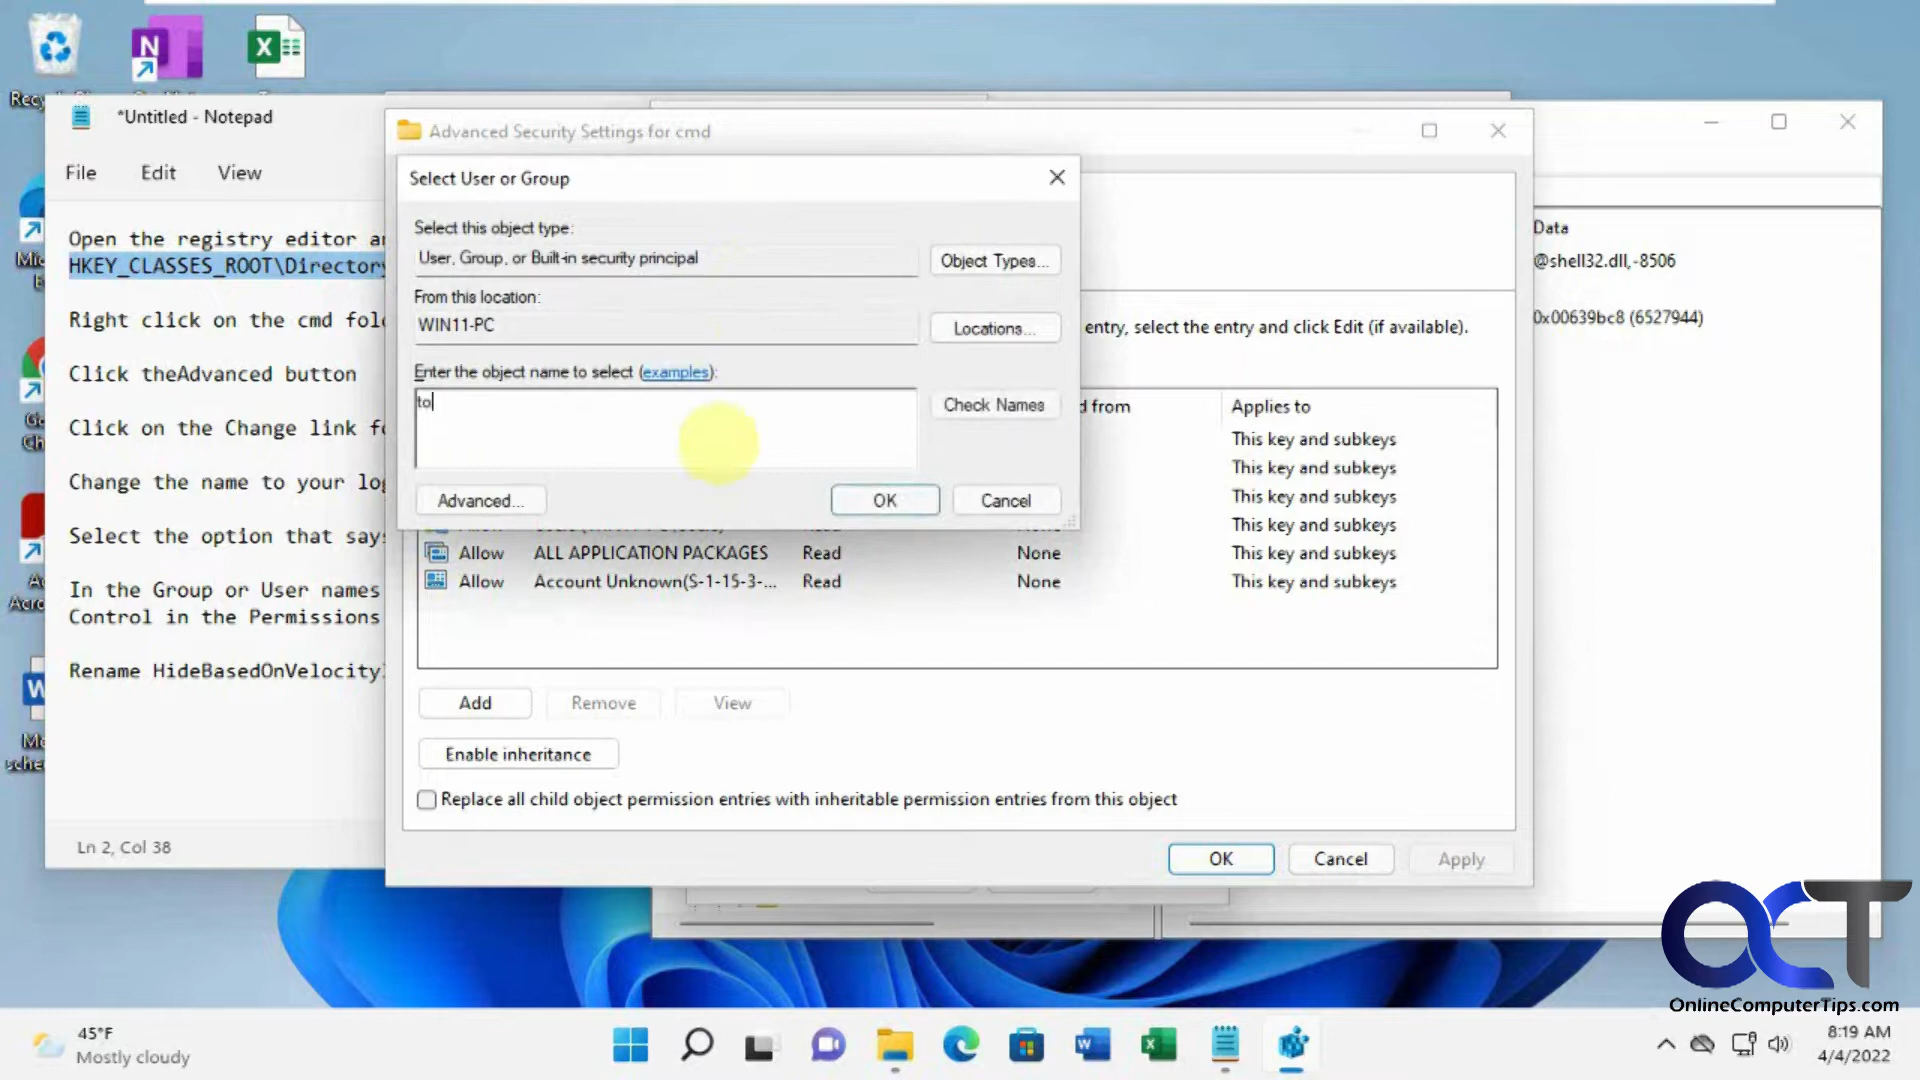 *Untitled - Notepad
File Edit View
Open the registry editor
HKEY_CLASSES_ROOT\Directory
Right click on the cmd
Click theAdvanced button
Click on the Change link
Change the name to your
Select the option that
In the Group or User names
Control in the Permissions
Rename
Ln 2, Col 38
Advanced Security Settings for cmd
Select User or Group
Select this object type:
User, Group, or Built-in security principal
Object Types...
From this location:
WIN11-PC
Locations...
Enter the object name to select (examples):
to
Check Names
Advanced...
OK
Cancel
entry, select the entry and click Edit (if available).
from
Applies to
This key and subkeys
This key and subkeys
This key and subkeys
This key and subkeys
Allow ALL APPLICATION PACKAGES Read None This key and subkeys
Allow Account Unknown(S-1-15-3-... Read None This key and subkeys
Add
Remove
View
Enable inheritance
Replace all child object permission entries with inheritable permission entries from this object
OK
Cancel
Apply
Data
@shell32.dll,-8506
0x00639bc8 (6527944)
OCT
OnlineComputerTips.com
45°F
Mostly cloudy
8:19 AM
4/4/2022